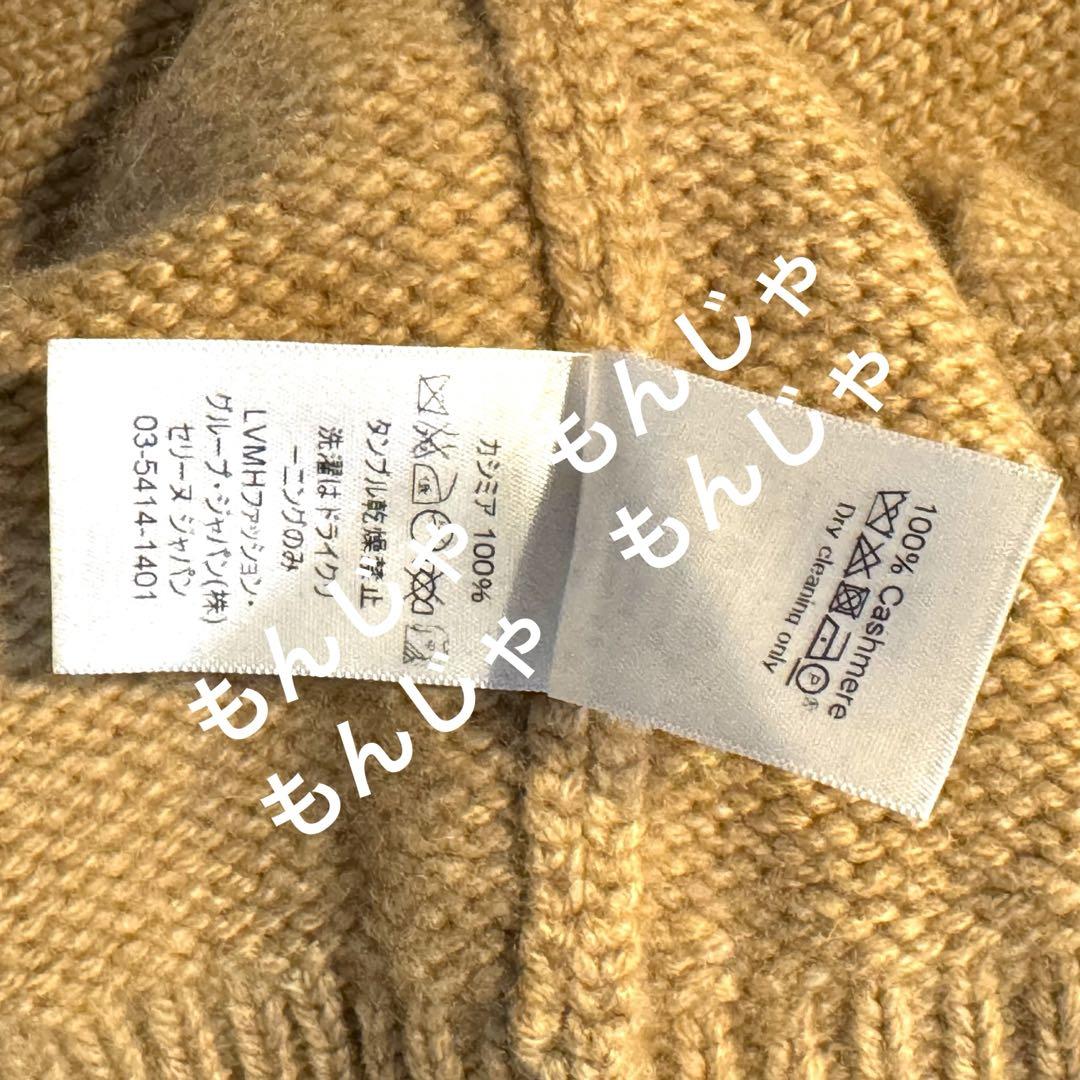 カシミア 100%
タンブル乾燥禁止
洗濯はドライクリ
ーニングのみ
LVMHファッション・
グループ・ジャパン(株)
セリーヌ ジャパン
03-5414-1401
100% Cashmere
P
Dry cleaning only
もんじゃ
もんじゃ
もんじゃ
もんじゃ